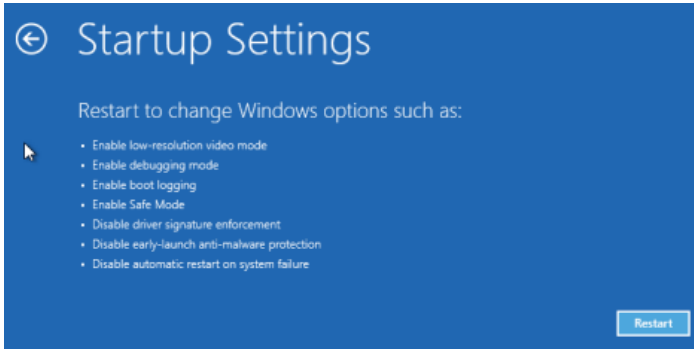 Startup Settings
Restart to change Windows options such as:
• Enable low-resolution video mode
• Enable debugging mode
• Enable boot logging
• Enable Safe Mode
• Disable driver signature enforcement
• Disable early-launch anti-malware protection
• Disable automatic restart on system failure
Restart